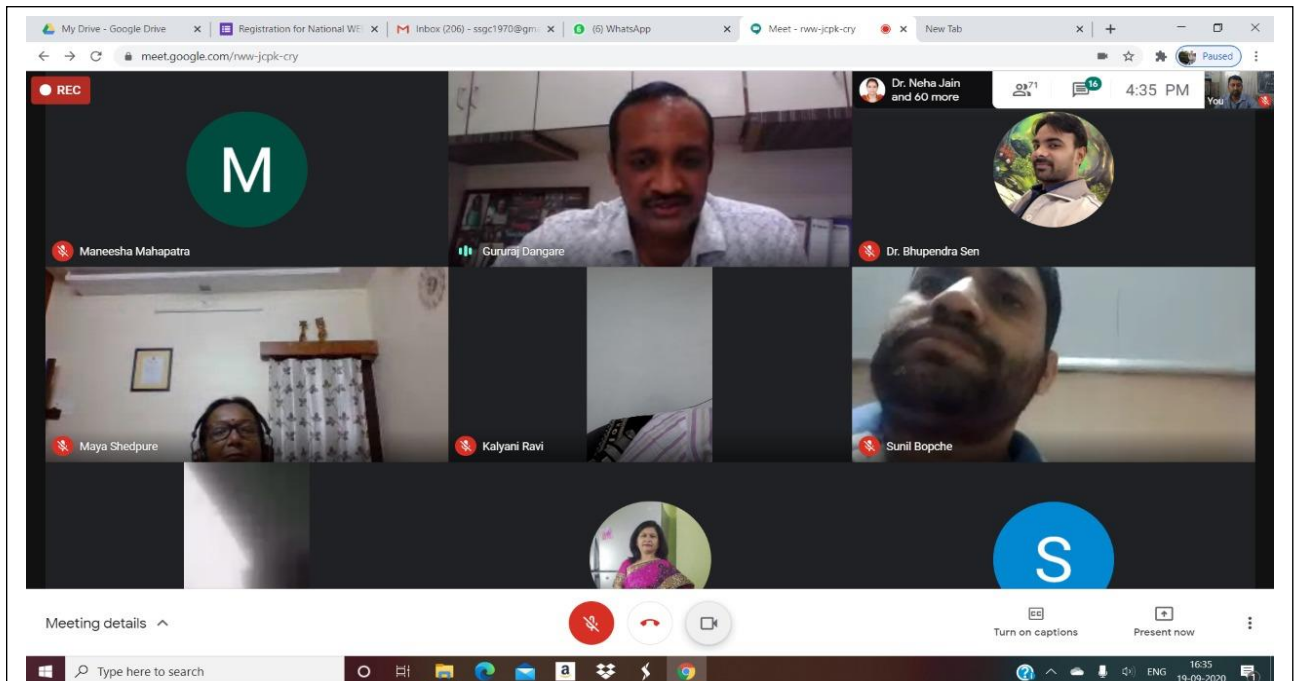 My Drive - Google Drive
Registration for National WE
Inbox (206) - ssgc1970@gma
(6) WhatsApp
Meet - rww-jcpk-cry
New Tab
meet.google.com/rww-jcpk-cry
Paused
REC
Dr. Neha Jain
and 60 more
71
16
4:35 PM
You
M
Maneesha Mahapatra
Gururaj Dangare
Dr. Bhupendra Sen
Maya Shedpure
Kalyani Ravi
Sunil Bopche
S
Meeting details
CC
Turn on captions
Present now
Type here to search
a
ENG
16:35
19-09-2020